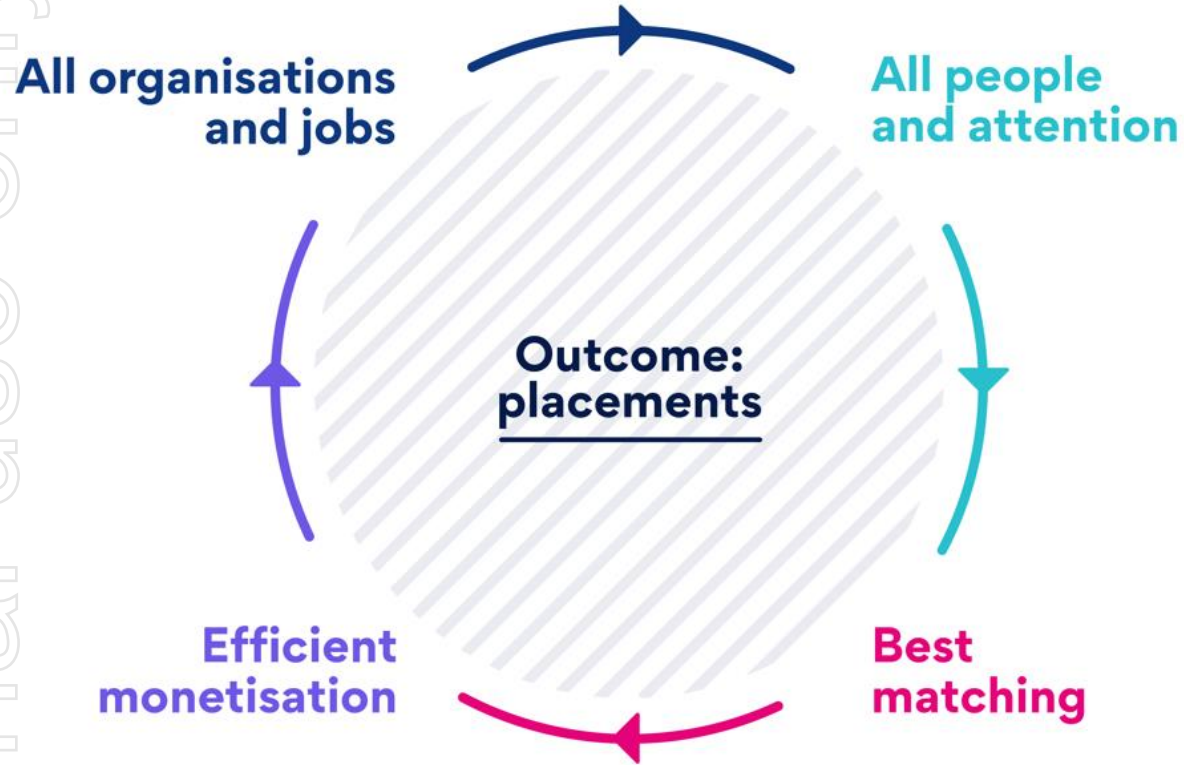 All organisations
and jobs
All people
and attention
Outcome:
placements
Efficient
monetisation
Best
matching